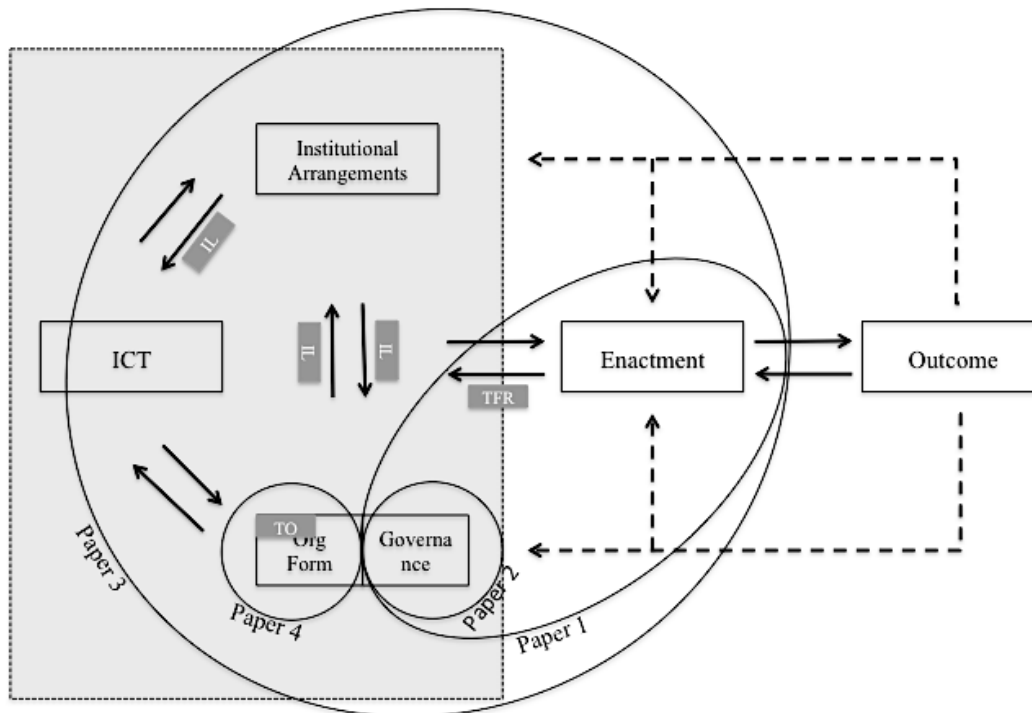 Institutional
Arrangements
IL
ICT
IL
IL
Enactment
Outcome
TFR
TO
Org
Form
Governa
nce
Paper 3
Paper 4
Paper 2
Paper 1